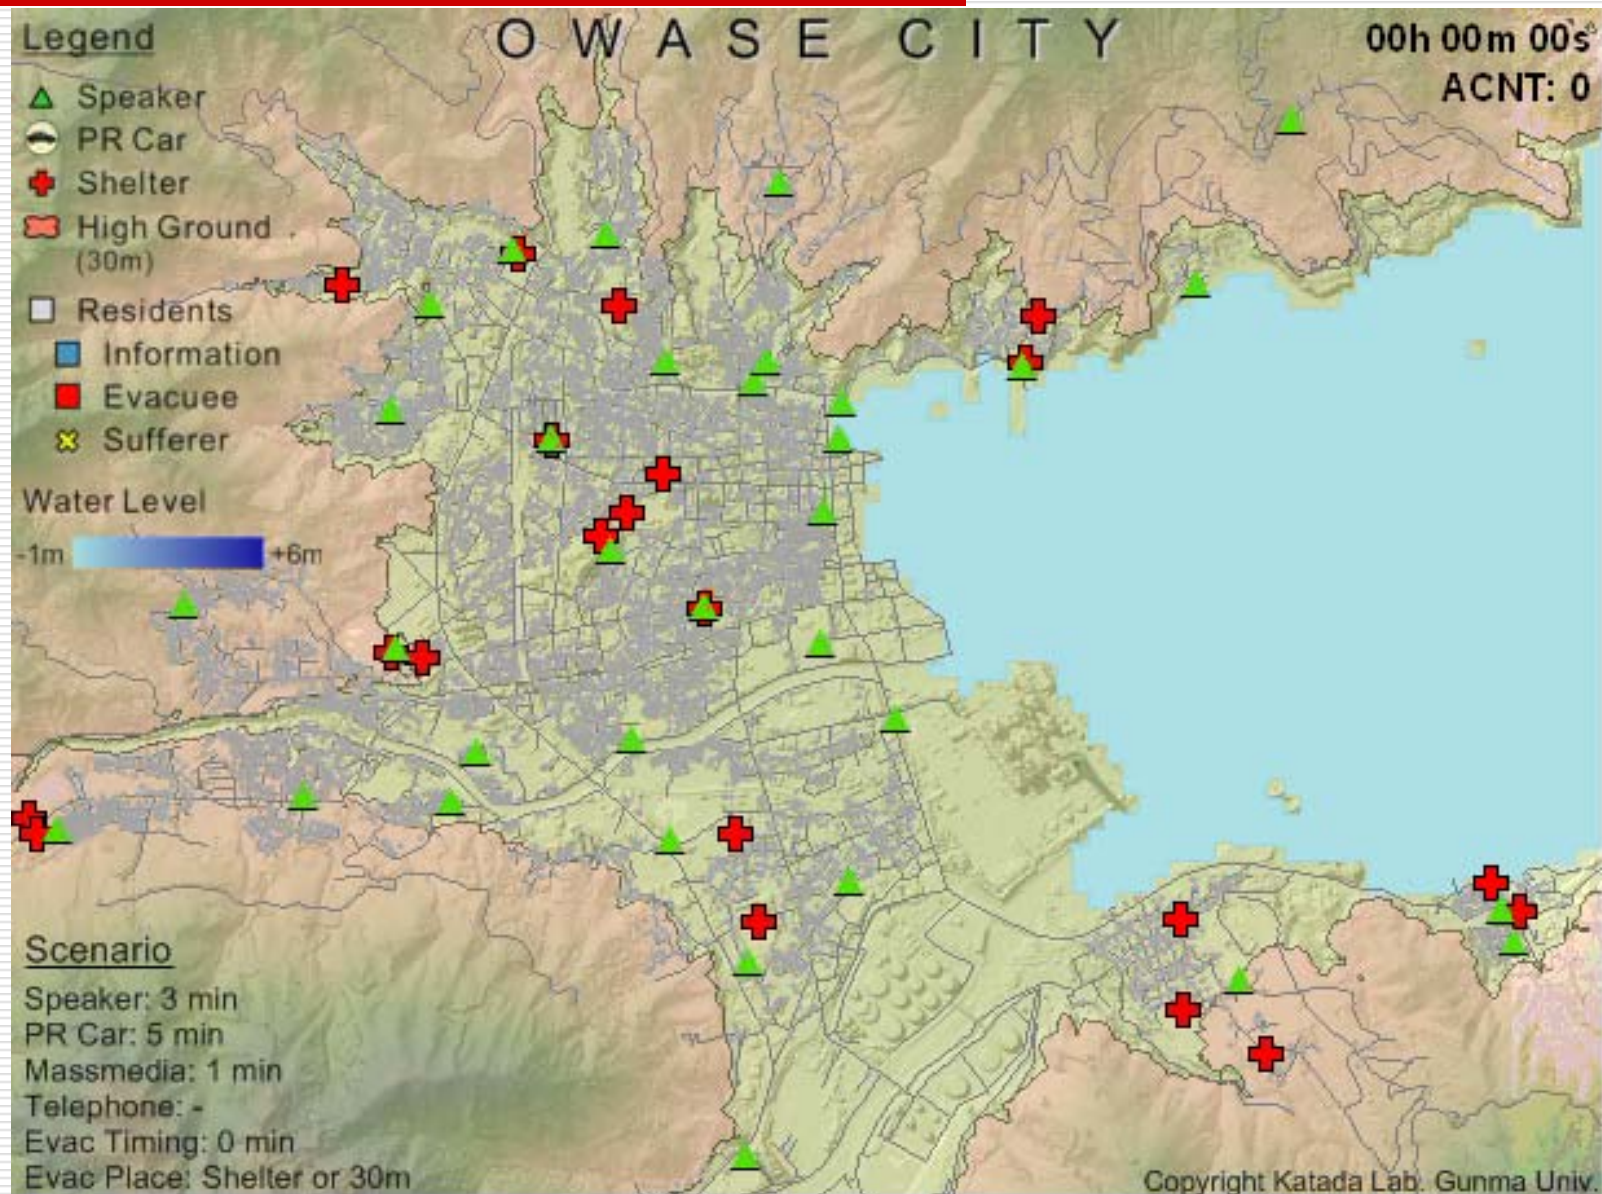 OWASE CITY
00h 00m 00s
ACNT: 0
Legend
Speaker
PR Car
Shelter
High Ground
(30m)
Residents
Information
Evacuee
Sufferer
Water Level
-1m +6m
Scenario
Speaker: 3 min
PR Car: 5 min
Massmedia: 1 min
Telephone: -
Evac Timing: 0 min
Evac Place: Shelter or 30m
Copyright Katada Lab. Gunma Univ.